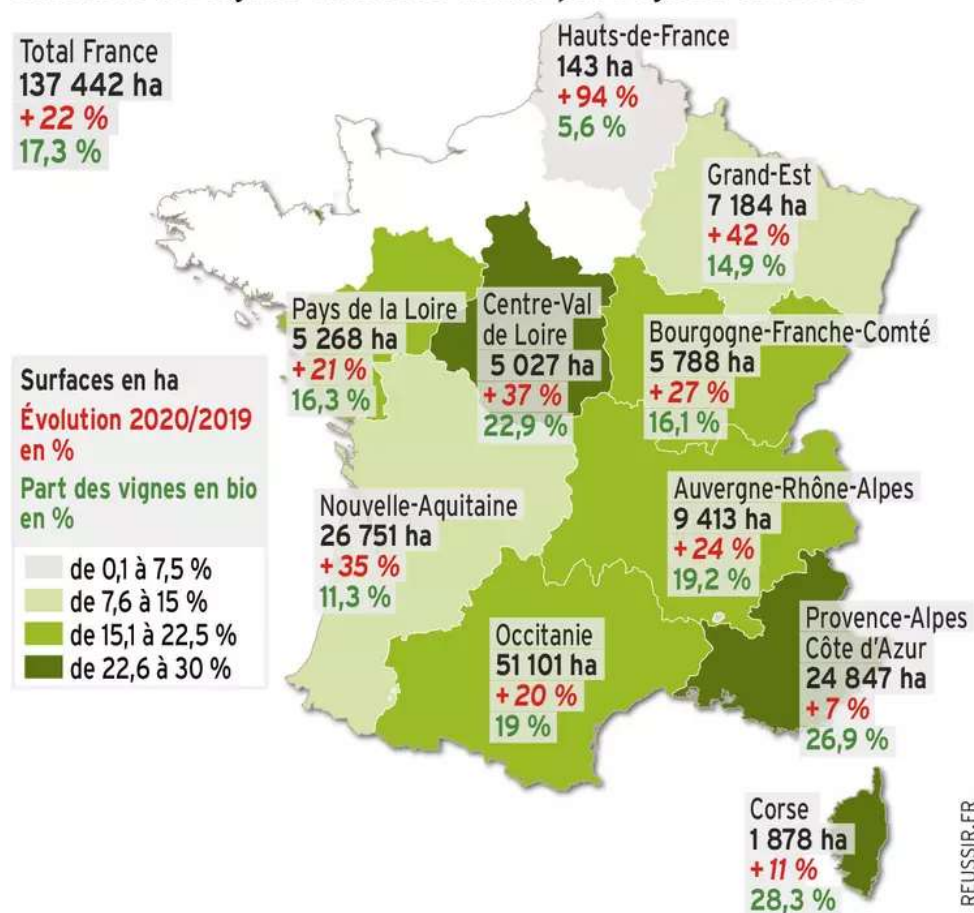 Total France
137 442 ha
+ 22 %
17,3 %
Hauts-de-France
143 ha
+ 94 %
5,6 %
Grand-Est
7 184 ha
+ 42 %
14,9 %
Pays de la Loire
5 268 ha
+ 21 %
16,3 %
Centre-Val
de Loire
5 027 ha
+ 37 %
22,9 %
Bourgogne-Franche-Comté
5 788 ha
+ 27 %
16,1 %
Surfaces en ha
Évolution 2020/2019
en %
Part des vignes en bio
en %
de 0,1 à 7,5 %
de 7,6 à 15 %
de 15,1 à 22,5 %
de 22,6 à 30 %
Nouvelle-Aquitaine
26 751 ha
+ 35 %
11,3 %
Auvergne-Rhône-Alpes
9 413 ha
+ 24 %
19,2 %
Occitanie
51 101 ha
+ 20 %
19 %
Provence-Alpes
Côte d'Azur
24 847 ha
+ 7 %
26,9 %
Corse
1 878 ha
+ 11 %
28,3 %
REUSSIR.FR